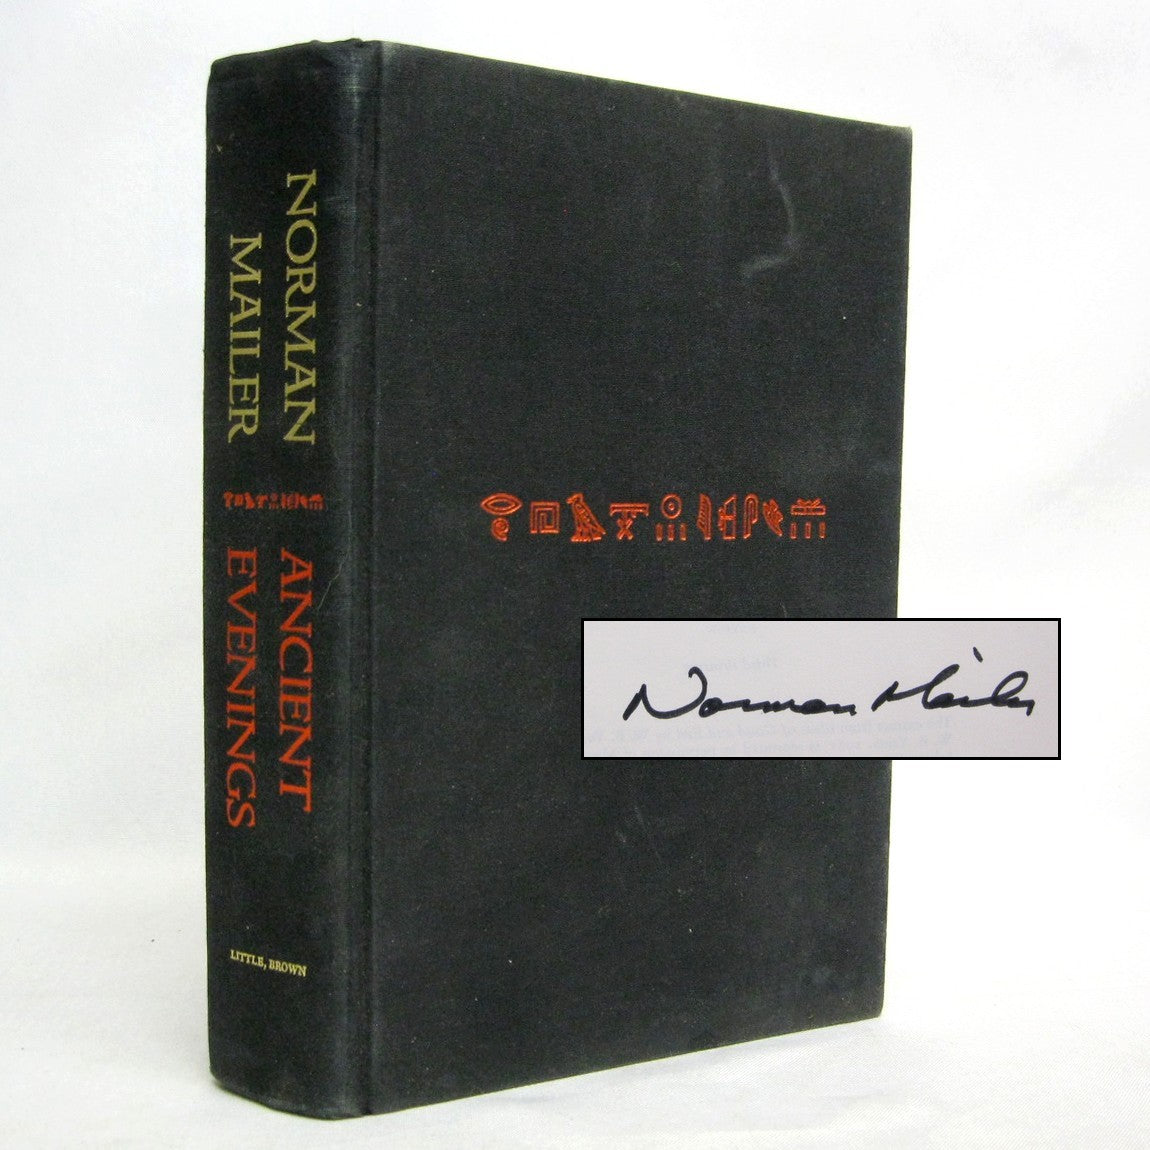 NORMAN
MAILER
ANCIENT
EVENINGS
LITTLE, BROWN
Norman Mailer